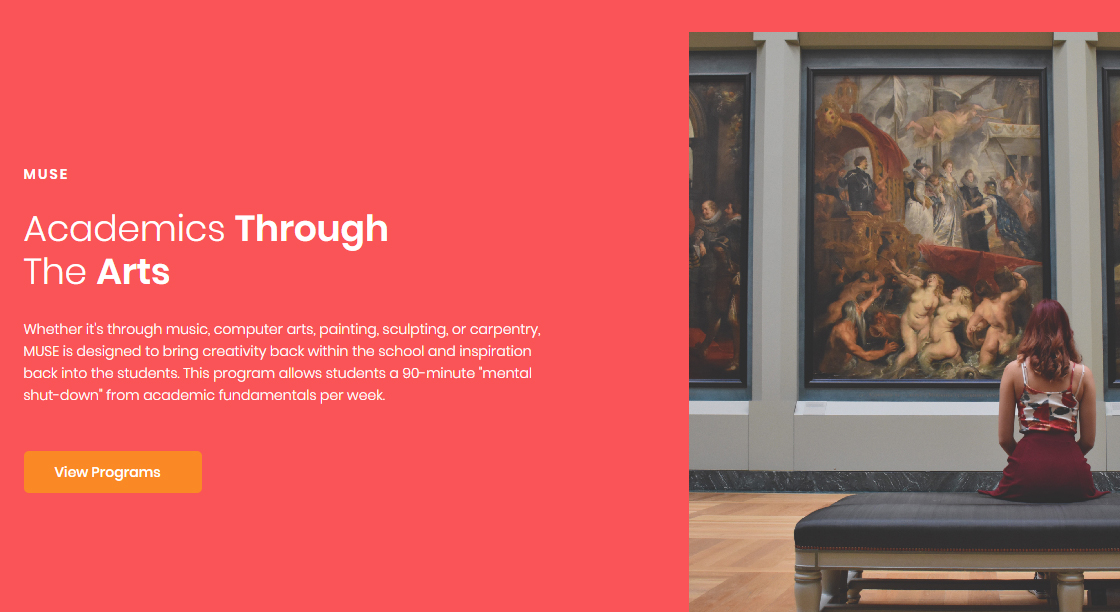 MUSE
Academics Through
The Arts
Whether it's through music, computer arts, painting, sculpting, or carpentry,
MUSE is designed to bring creativity back within the school and inspiration
back into the students. This program allows students a 90-minute "mental
shut-down" from academic fundamentals per week.
View Programs